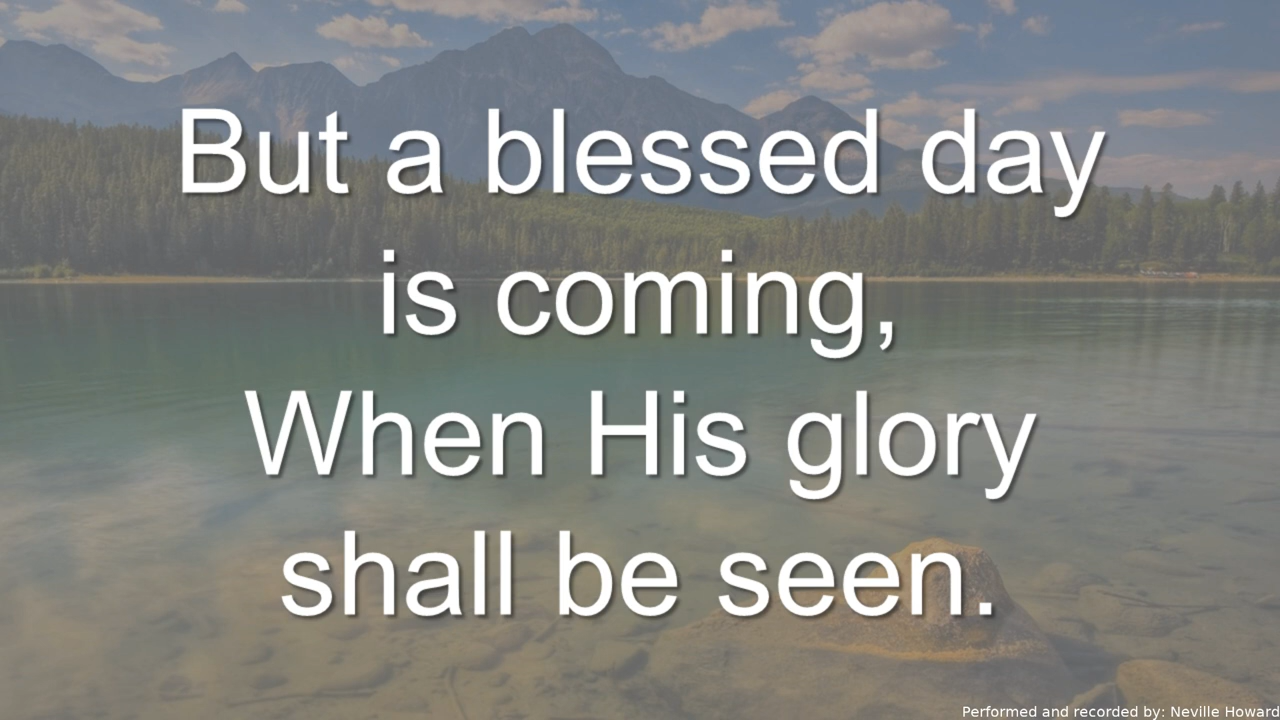 But a blessed day
is coming,
When His glory
shall be seen.
Performed and recorded by: Neville Howard